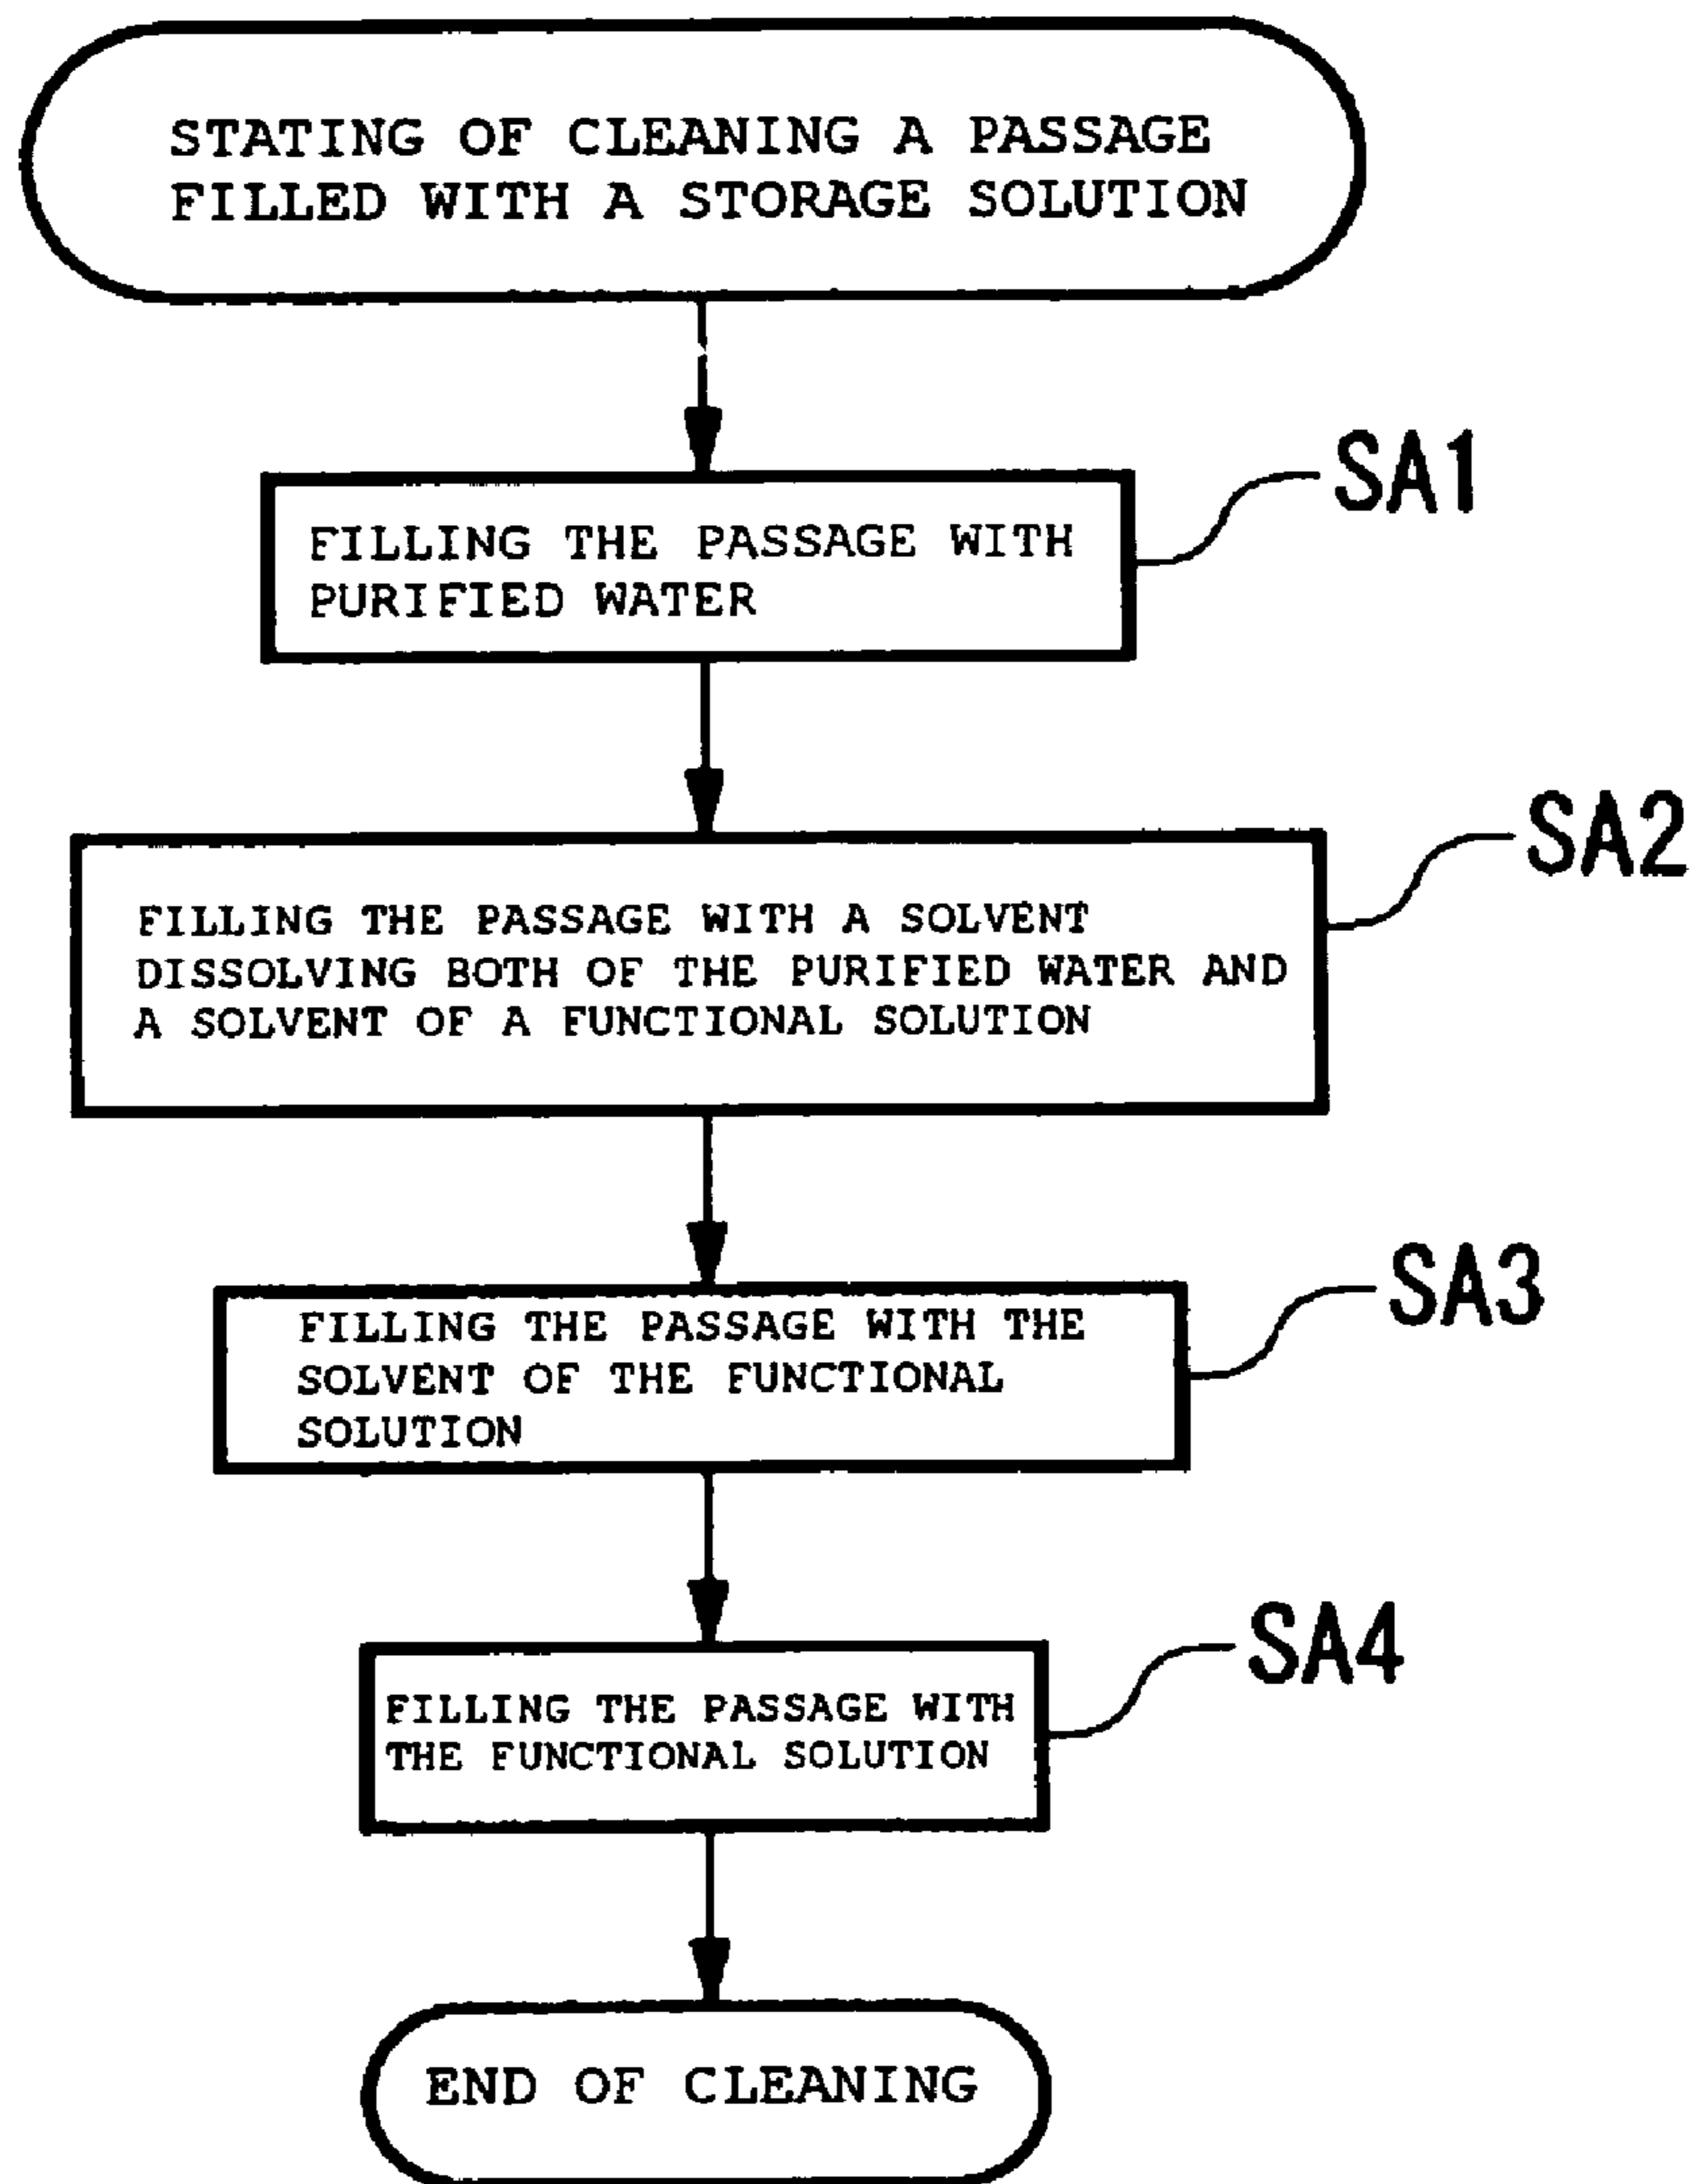 STATING OF CLEANING A PASSAGE
FILLED WITH A STORAGE SOLUTION
SA1
FILLING THE PASSAGE WITH
PURIFIED WATER
SA2
FILLING THE PASSAGE WITH A SOLVENT
DISSOLVING BOTH OF THE PURIFIED WATER AND
A SOLVENT OF A FUNCTIONAL SOLUTION
SA3
FILLING THE PASSAGE WITH THE
SOLVENT OF THE FUNCTIONAL
SOLUTION
SA4
FILLING THE PASSAGE WITH
THE FUNCTIONAL SOLUTION
END OF CLEANING